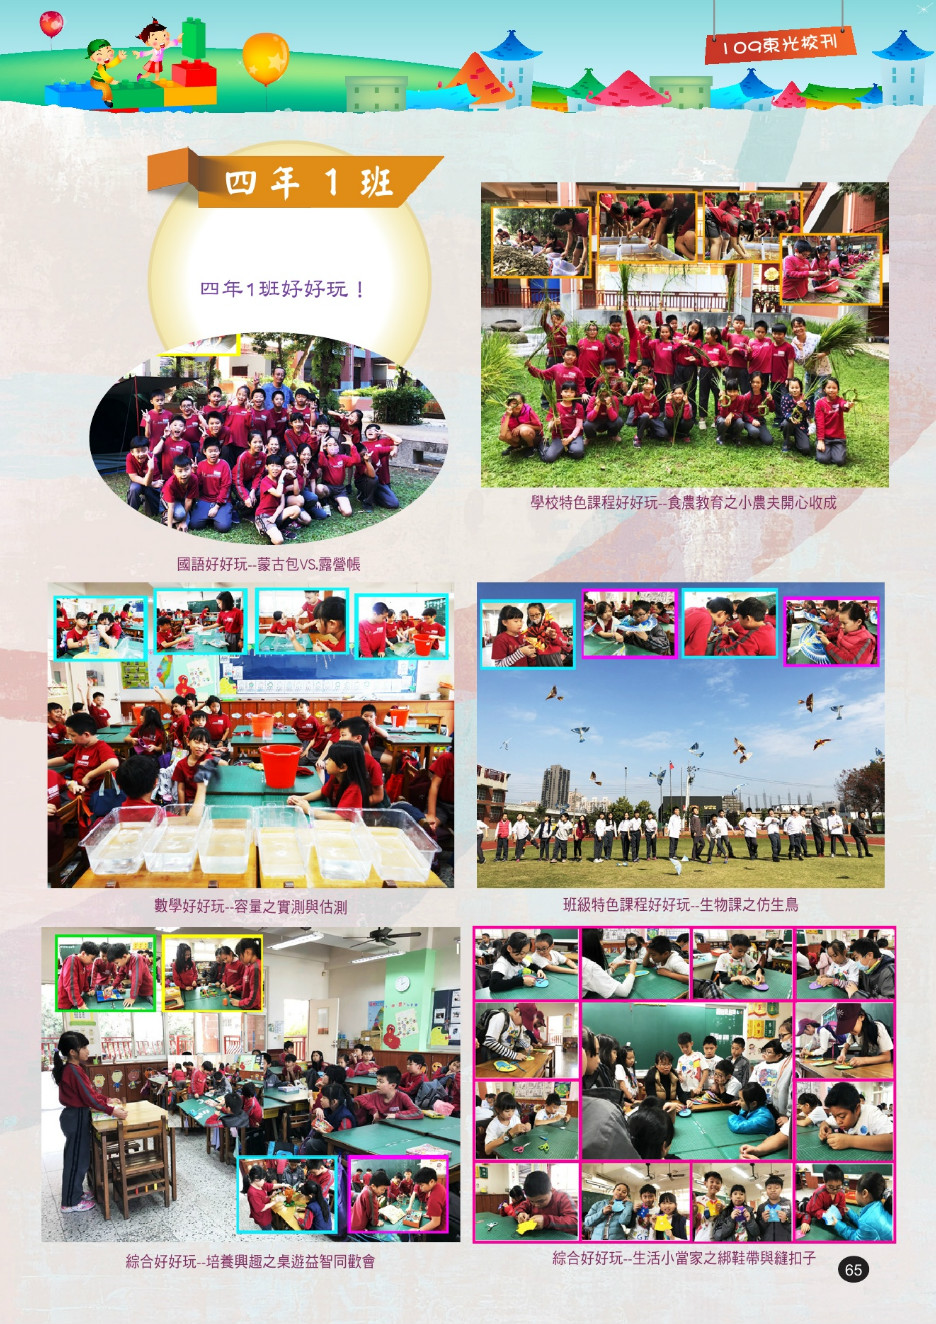 109東光校刊
四年1班
四年1班好好玩！
學校特色課程好好玩--食農教育之小農夫開心收成
國語好好玩--蒙古包VS.露營帳
數學好好玩--容量之實測與估測
班級特色課程好好玩--生物課之仿生鳥
綜合好好玩--培養興趣之桌遊益智同歡會
綜合好好玩--生活小當家之綁鞋帶與縫扣子
65